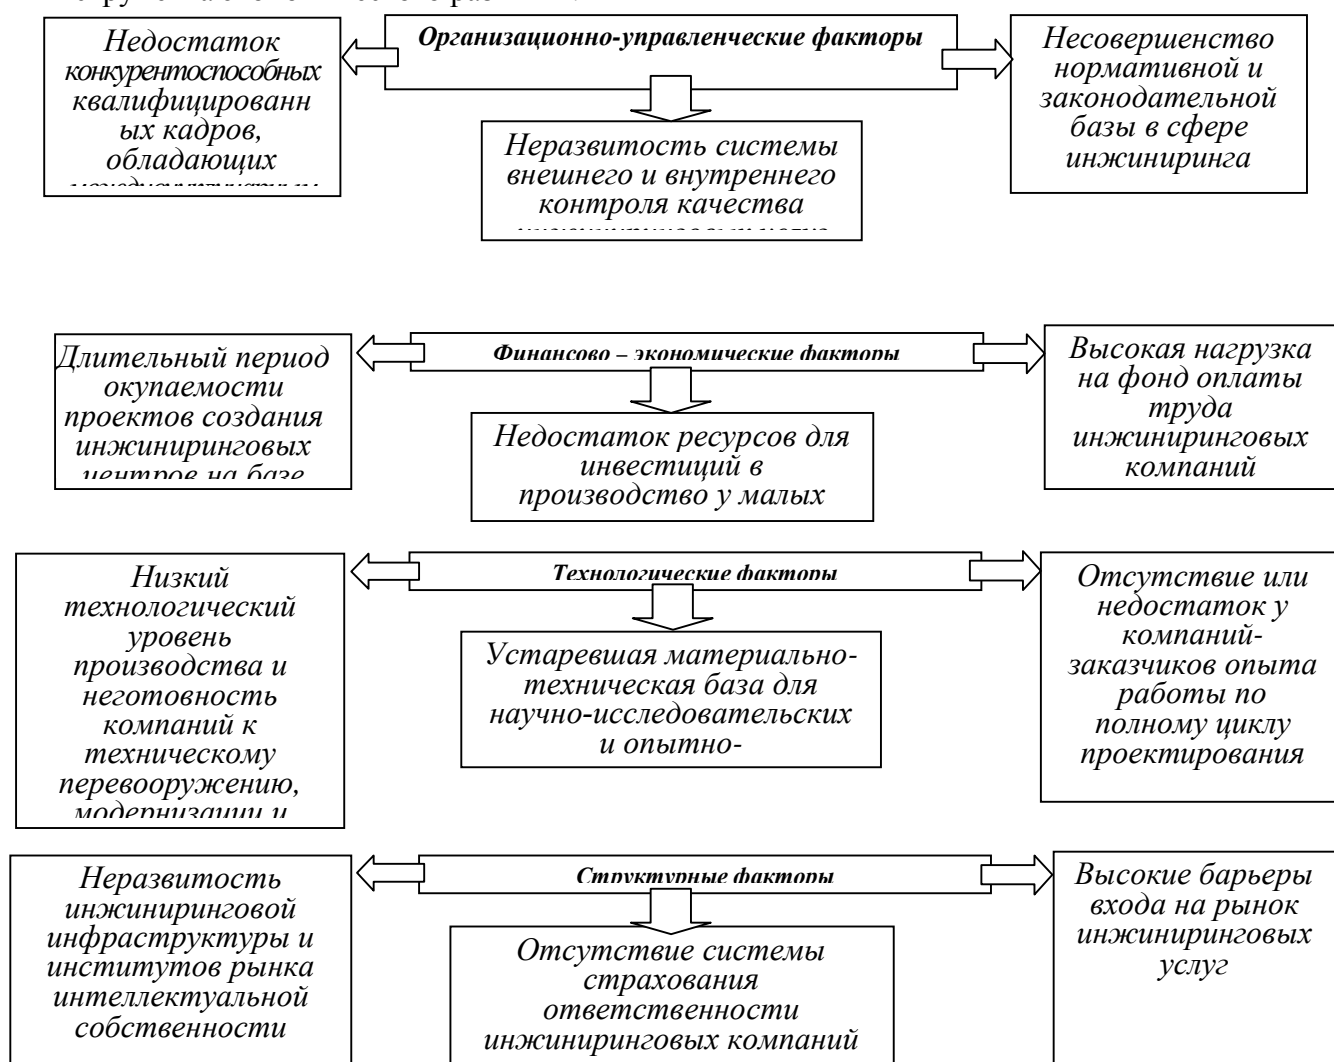 Организационно-управленческие факторы
Недостаток
конкурентоспособных
квалифицированн
ых кадров,
обладающих
Неразвитость системы
внешнего и внутреннего
контроля качества
Несовершенство
нормативной и
законодательной
базы в сфере
инжиниринга
Финансово – экономические факторы
Длительный период
окупаемости
проектов создания
инжиниринговых
центров на базе
Недостаток ресурсов для
инвестиций в
производство у малых
Высокая нагрузка
на фонд оплаты
труда
инжиниринговых
компаний
Технологические факторы
Низкий
технологический
уровень
производства и
неготовность
компаний к
техническому
перевооружению,
модернизации и
Устаревшая материально-
техническая база для
научно-исследовательских
и опытно-
Отсутствие или
недостаток у
компаний-
заказчиков опыта
работы по
полному циклу
проектирования
Структурные факторы
Неразвитость
инжиниринговой
инфраструктуры и
институтов рынка
интеллектуальной
собственности
Отсутствие системы
страхования
ответственности
инжиниринговых компаний
Высокие барьеры
входа на рынок
инжиниринговых
услуг